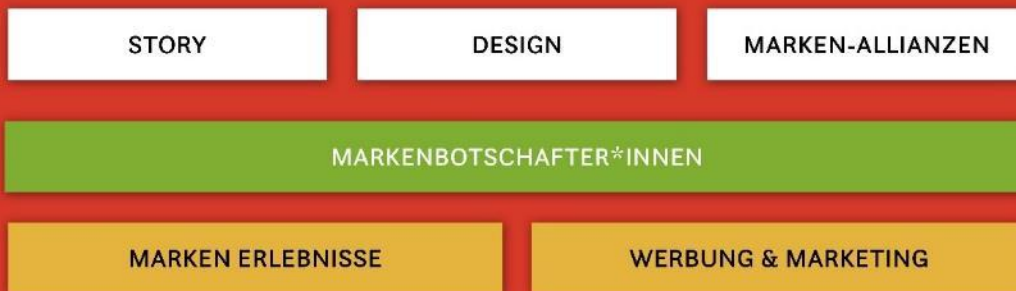 STORY
DESIGN
MARKEN-ALLIANZEN
MARKENBOTSCHAFTER*INNEN
MARKEN ERLEBNISSE
WERBUNG & MARKETING